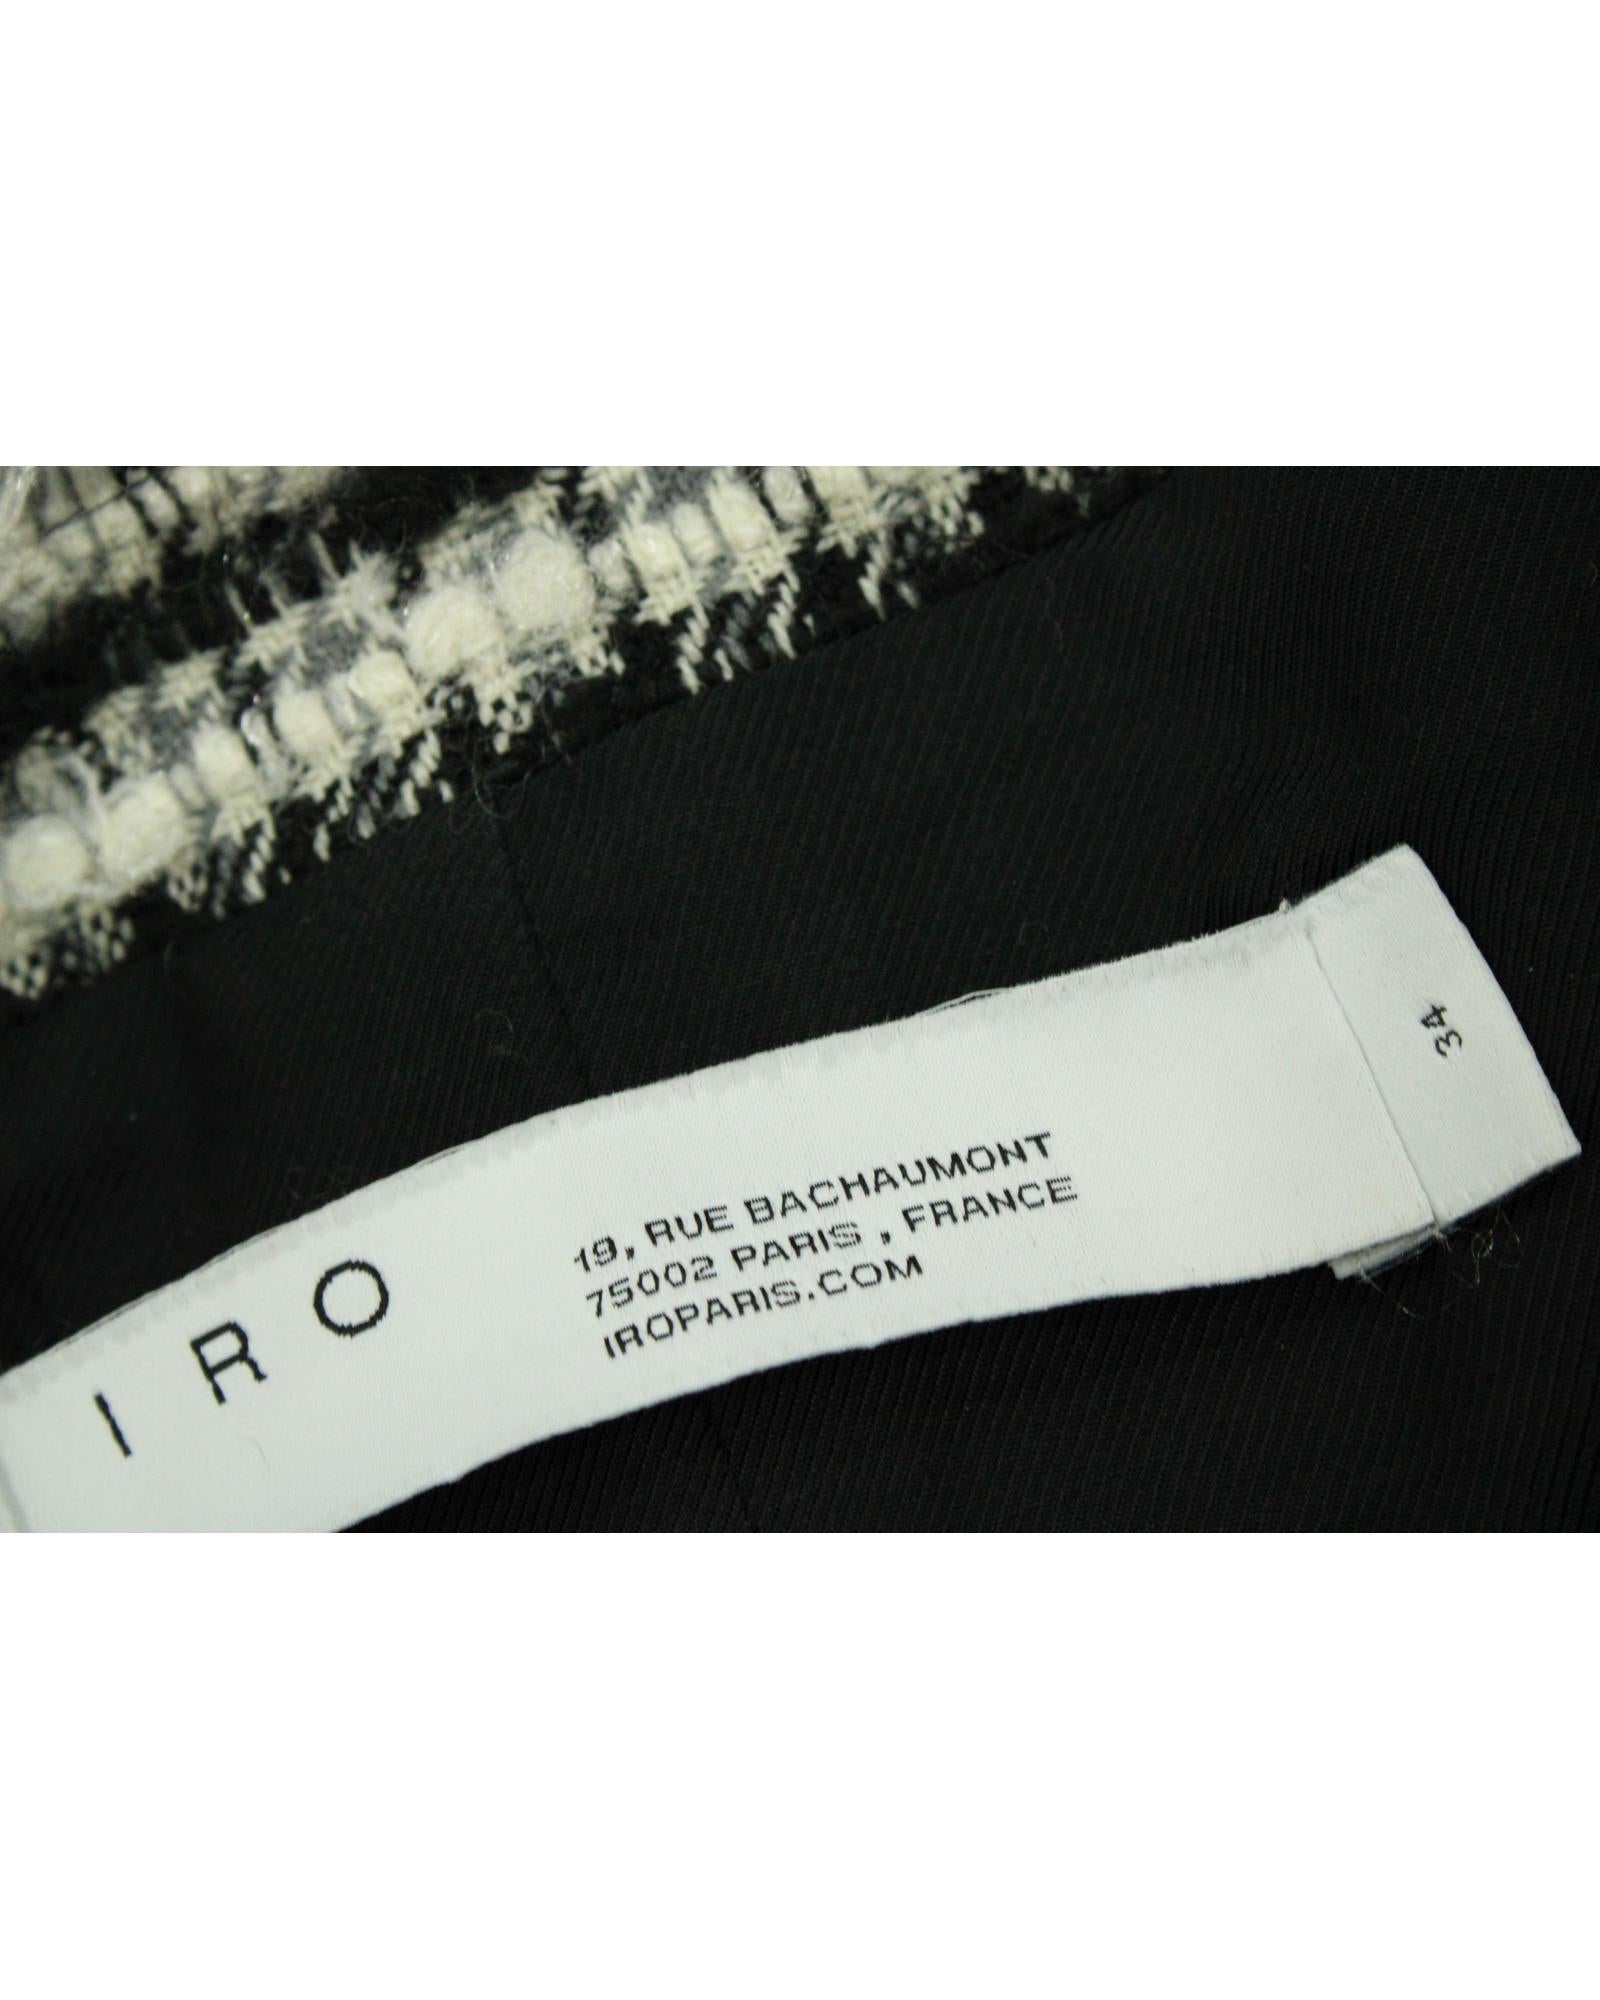 IRO
19, RUE BACHAUMONT
75002 PARIS , FRANCE
IROPARIS.COM
34